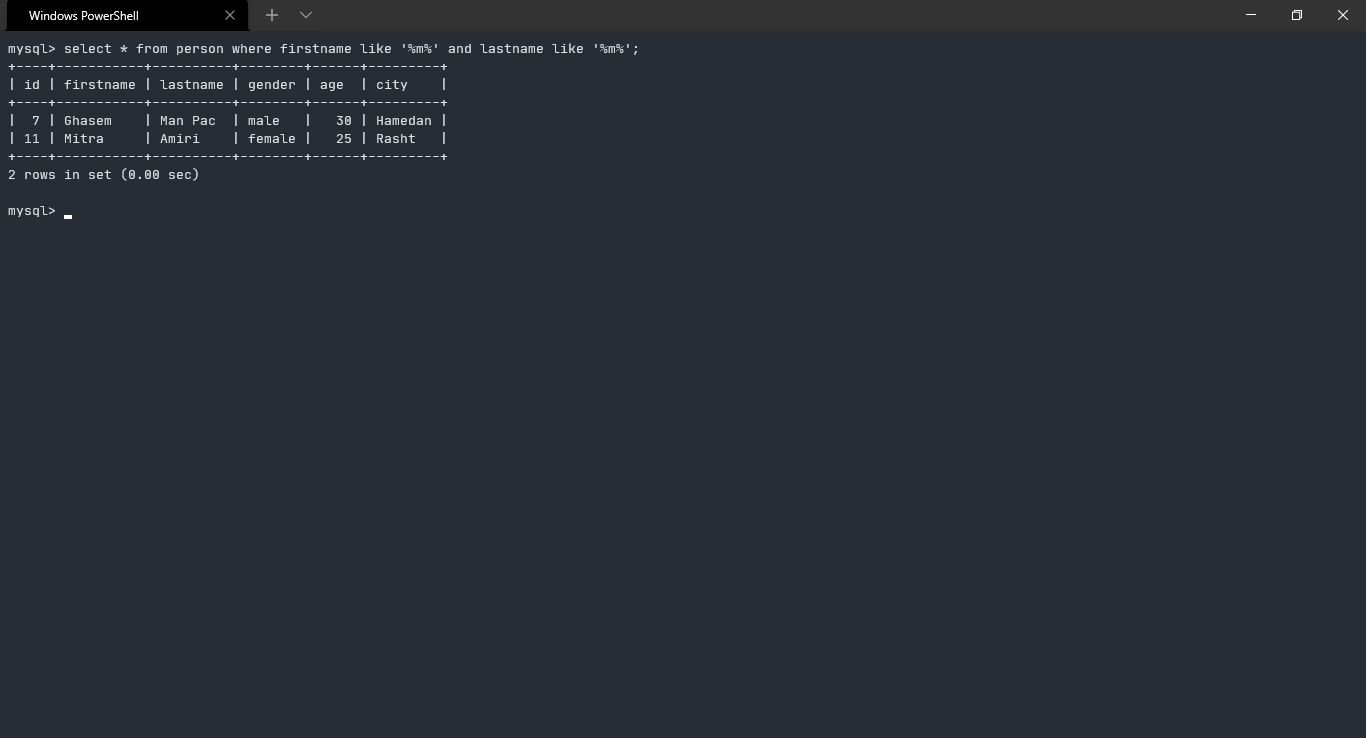 Windows PowerShell
mysql> select * from person where firstname like '%m%' and lastname like '%m%';
+----+-----------+----------+--------+------+---------+
| id | firstname | lastname | gender | age  | city    |
+----+-----------+----------+--------+------+---------+
|  7 | Ghasem    | Man Pac  | male   |   30 | Hamedan |
| 11 | Mitra     | Amiri    | female |   25 | Rasht   |
+----+-----------+----------+--------+------+---------+
2 rows in set (0.00 sec)
mysql>